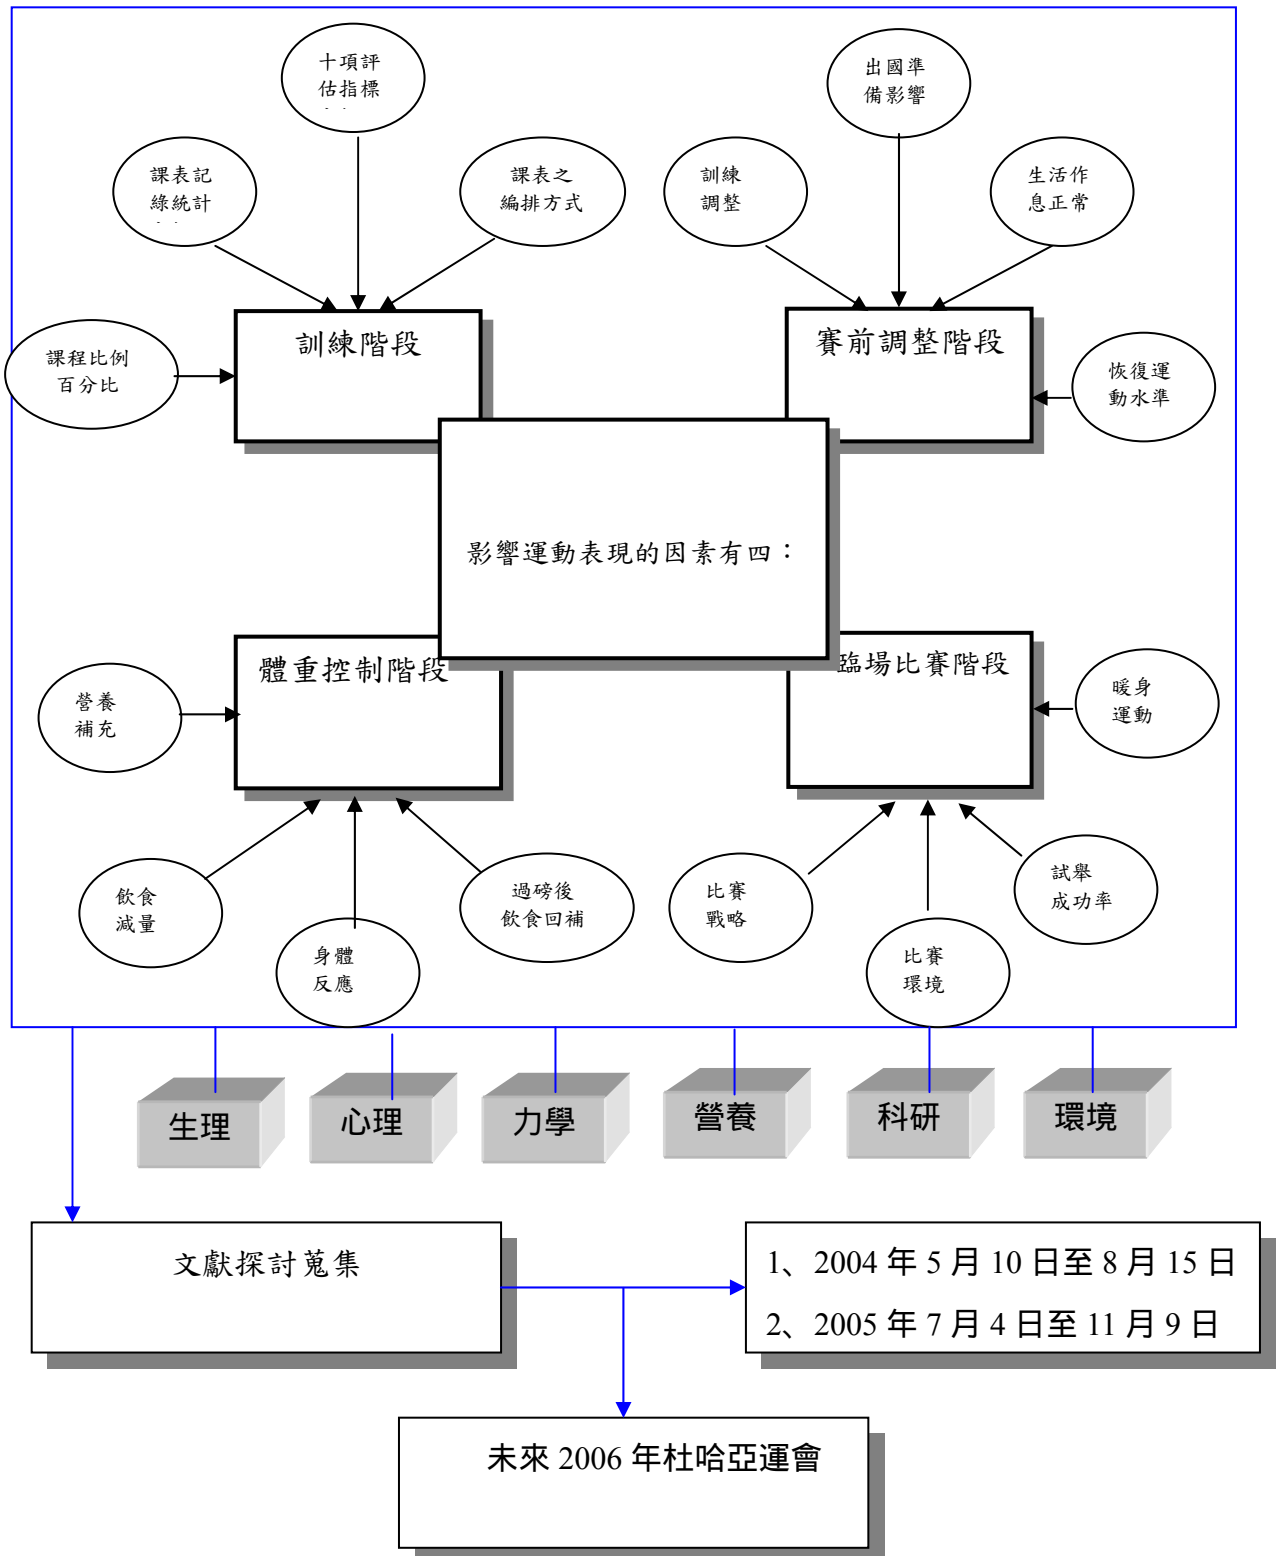 十項評
估指標
出國準
備影響
課表記
綠統計
課表之
編排方式
訓練
調整
生活作
息正常
訓練階段
賽前調整階段
課程比例
百分比
恢復運
動水準
影響運動表現的因素有四：
體重控制階段
臨場比賽階段
營養
補充
暖身
運動
飲食
減量
身體
反應
過磅後
飲食回補
比賽
戰略
比賽
環境
試舉
成功率
生理
心理
力學
營養
科研
環境
文獻探討蒐集
1、2004 年 5 月 10 日至 8 月 15 日
2、2005 年 7 月 4 日至 11 月 9 日
未來 2006 年杜哈亞運會